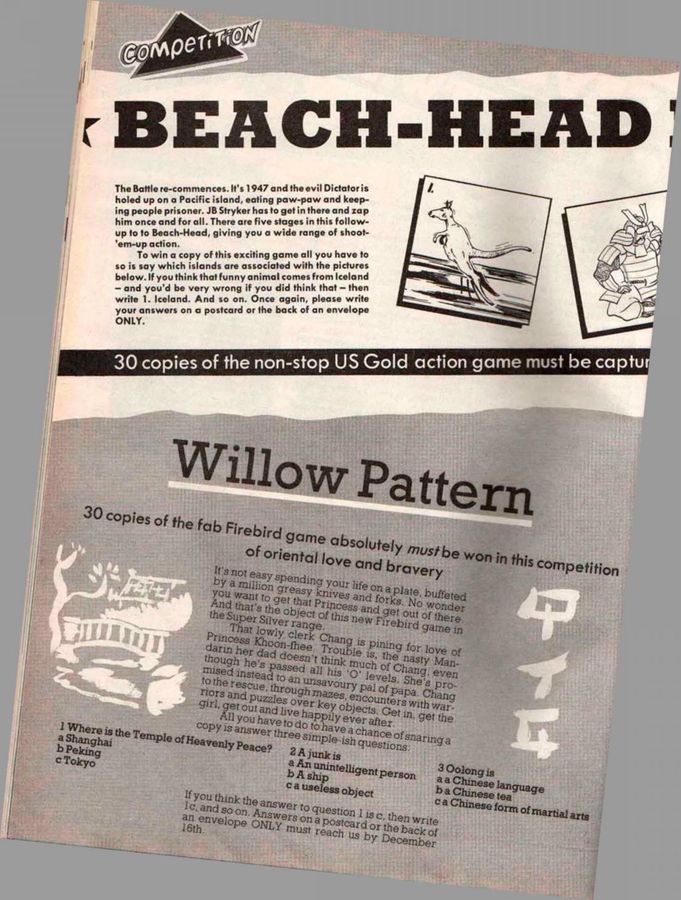 COMPETITION
BEACH-HEAD
The Battle re-commences. It's 1947 and the evil Dictator is
holed up on a Pacific island, eating paw-paw and keep-
ing people prisoner. JB Stryker has to get in there and zap
him once and for all. There are five stages in this follow-
up to to Beach-Head, giving you a wide range of shoot-
'em-up action.
To win a copy of this exciting game all you have to
so is say which islands are associated with the pictures
below. If you think that funny animal comes from Iceland
– and you'd be very wrong if you did think that – then
write 1. Iceland. And so on. Once again, please write
your answers on a postcard or the back of an envelope
ONLY.
1.
30 copies of the non-stop US Gold action game must be captur
Willow Pattern
30 copies of the fab Firebird game absolutely must be won in this competition
of oriental love and bravery
It's not easy spending your life on a plate, buffeted
by a million greasy knives and forks. No wonder
you want to get that Princess and get out of there.
And that's the object of this new Firebird game in
the Super Silver range.
That lowly clerk Chang is pining for love of
Princess Khoon-fhee. Trouble is, the nasty Man-
darin her dad doesn't think much of Chang, even
though he's passed all his 'O' levels. She's pro-
mised instead to an unsavoury pal of papa. Chang
to the rescue, through mazes, encounters with war-
riors and puzzles over key objects. Get in, get the
girl, get out and live happily ever after.
All you have to do to have a chance of snaring a
copy is answer three simple-ish questions:
1 Where is the Temple of Heavenly Peace?
a Shanghai
b Peking
c Tokyo
2 A junk is
a An unintelligent person
b A ship
c a useless object
3 Oolong is
a a Chinese language
b a Chinese tea
c a Chinese form of martial arts
If you think the answer to question 1 is c, then write
1c, and so on. Answers on a postcard or the back of
an envelope ONLY must reach us by December
16th.